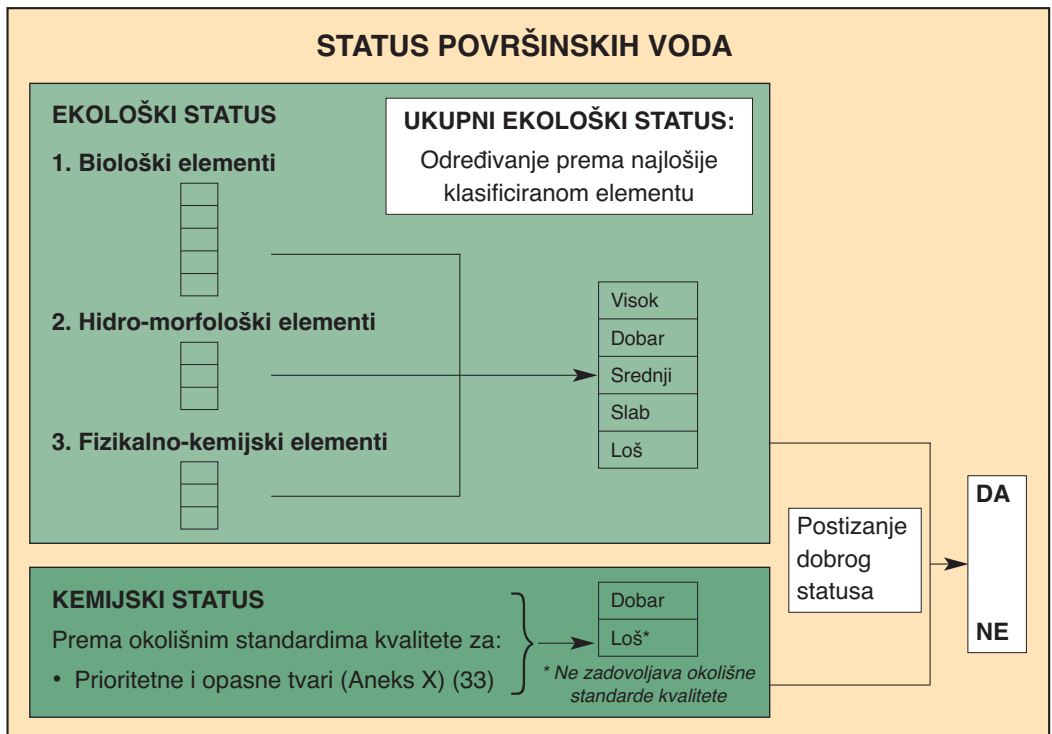 STATUS POVRŠINSKIH VODA
EKOLOŠKI STATUS
UKUPNI EKOLOŠKI STATUS:
Određivanje prema najlošije
klasificiranom elementu
1. Biološki elementi
2. Hidro-morfološki elementi
3. Fizikalno-kemijski elementi
Visok
Dobar
Srednji
Slab
Loš
KEMIJSKI STATUS
Prema okolišnim standardima kvalitete za:
• Prioritetne i opasne tvari (Aneks X) (33)
Dobar
Loš*
* Ne zadovoljava okolišne
standarde kvalitete
Postizanje
dobrog
statusa
DA
NE